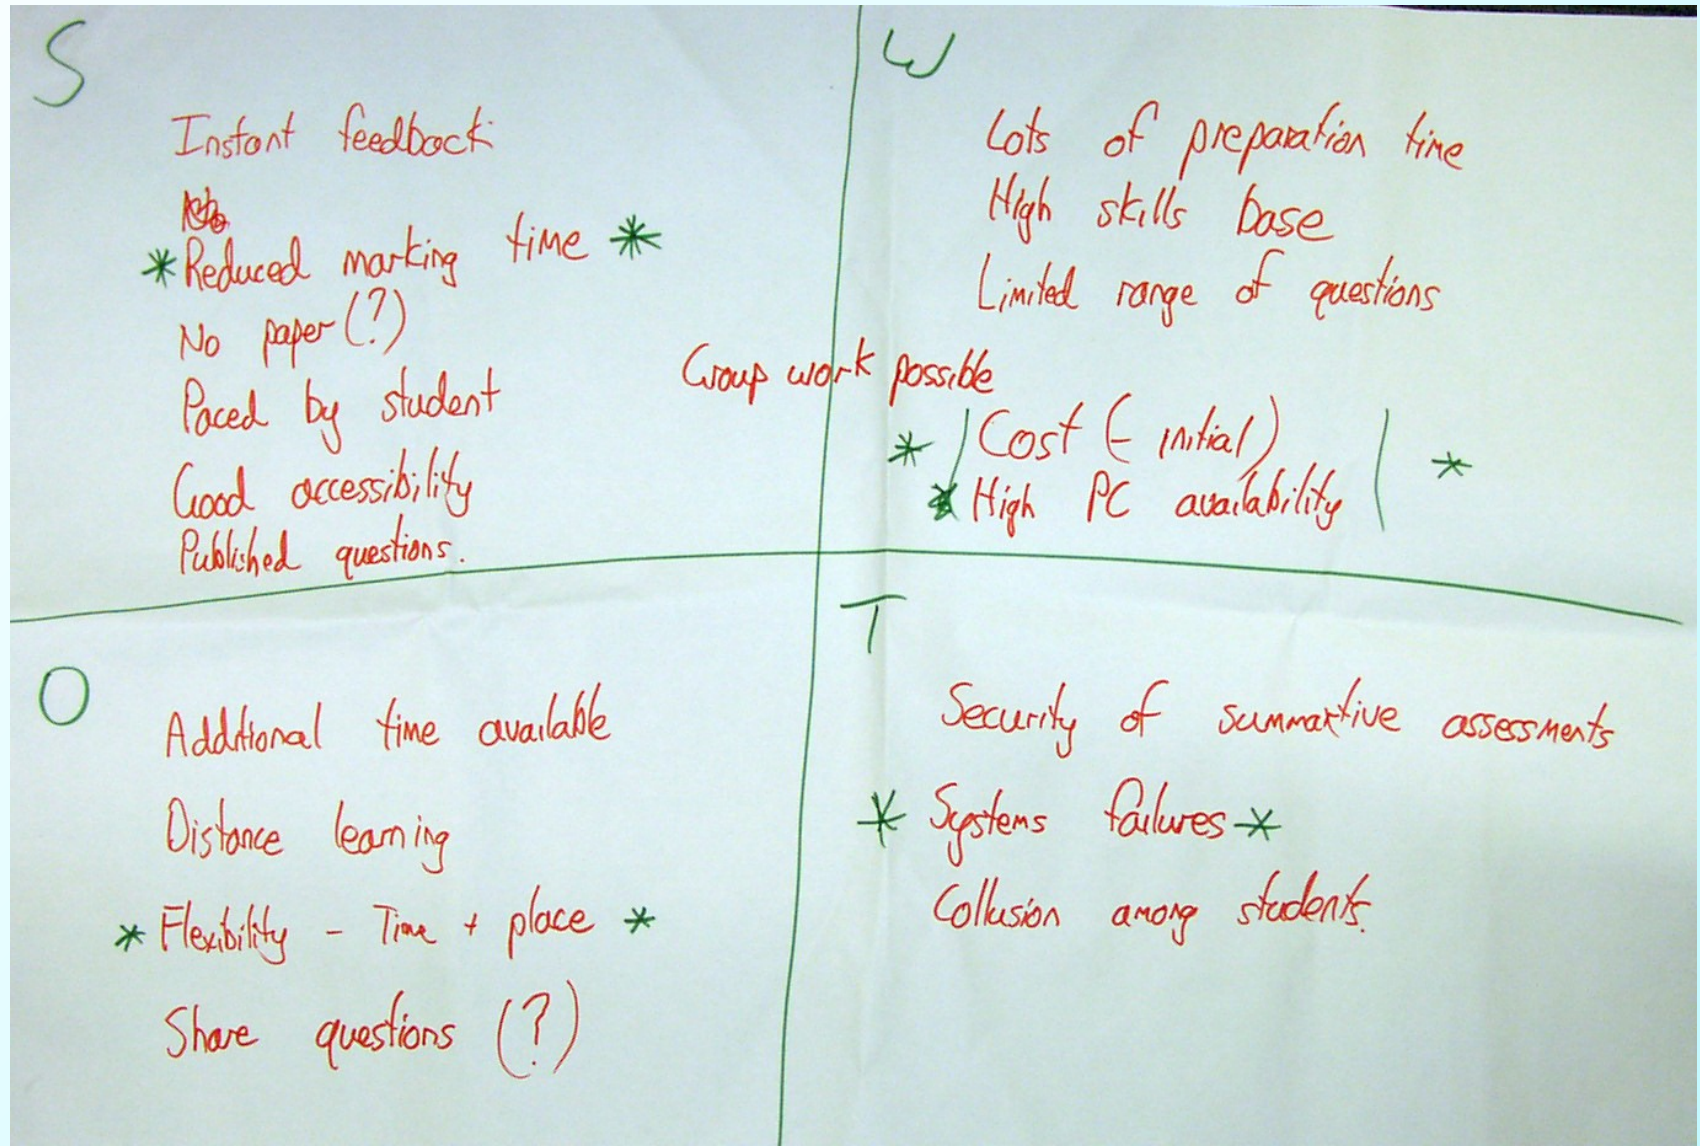 S
Instant feedback
* Reduced marking time *
No paper (?)
Paced by student
Good accessibility
Published questions.
W
Lots of preparation time
High skills base
Limited range of questions
Group work possible
* Cost (- initial) *
* High PC availability
O
Additional time available
Distance learning
* Flexibility - Time + place *
Share questions (?)
T
Security of summative assessments
* Systems failures *
Collusion among students.